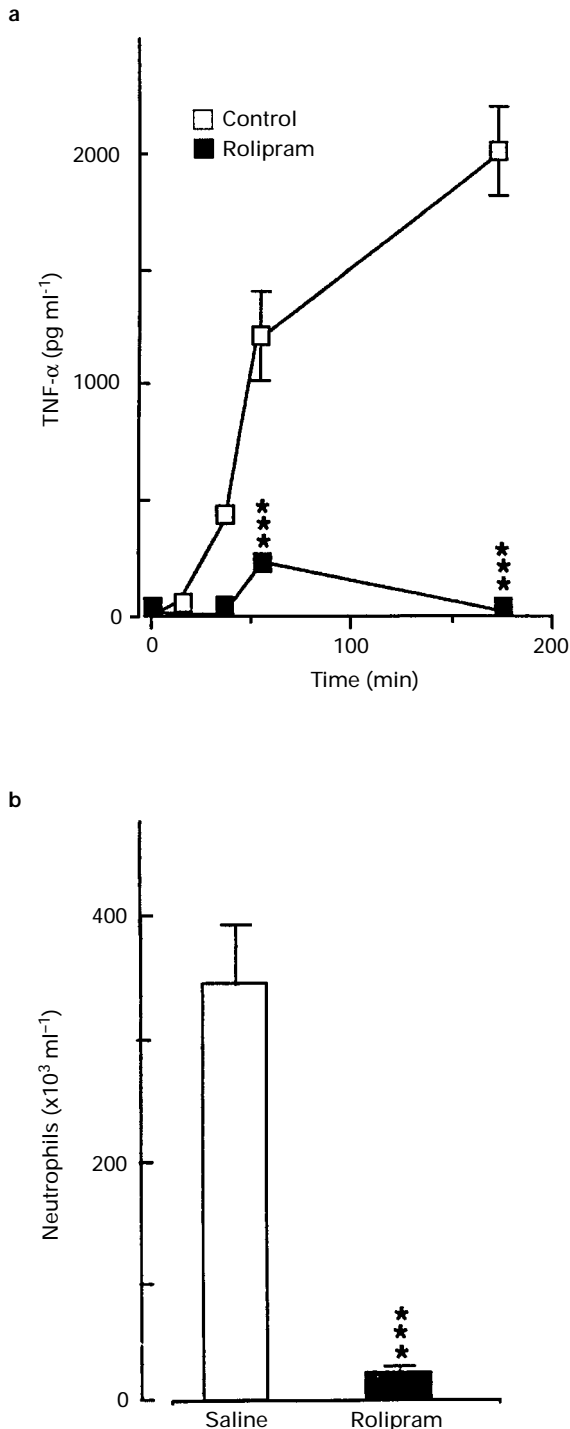 a
Control
Rolipram
2000
1000
0
TNF-α (pg ml⁻¹)
***
***
0 100 200
Time (min)
b
400
200
0
Neutrophils (x10³ ml⁻¹)
***
Saline Rolipram